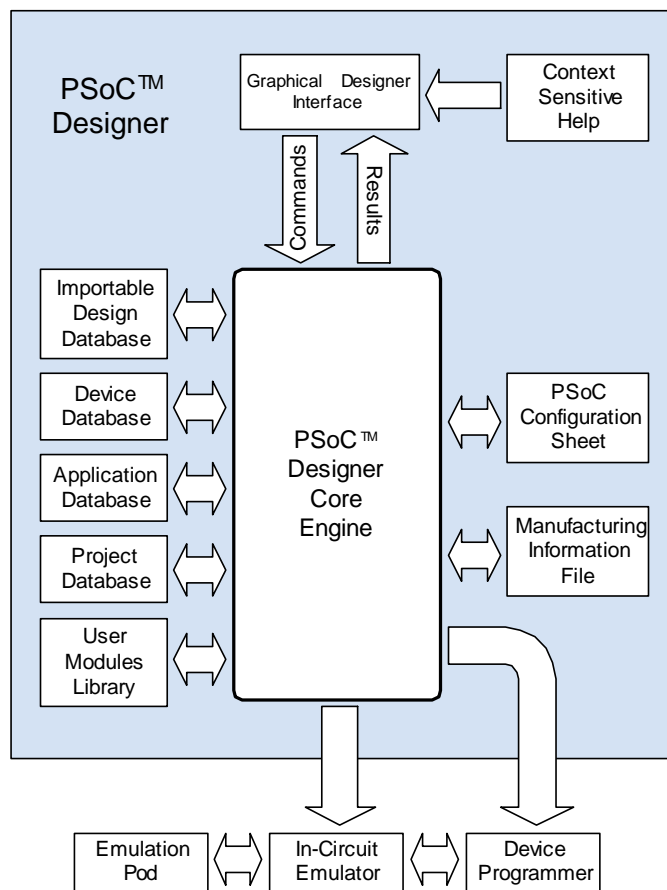 PSoC™
Designer
Graphical Designer
Interface
Context
Sensitive
Help
Commands
Results
Importable
Design
Database
Device
Database
Application
Database
Project
Database
User
Modules
Library
PSoC™
Designer
Core
Engine
PSoC
Configuration
Sheet
Manufacturing
Information
File
Emulation
Pod
In-Circuit
Emulator
Device
Programmer